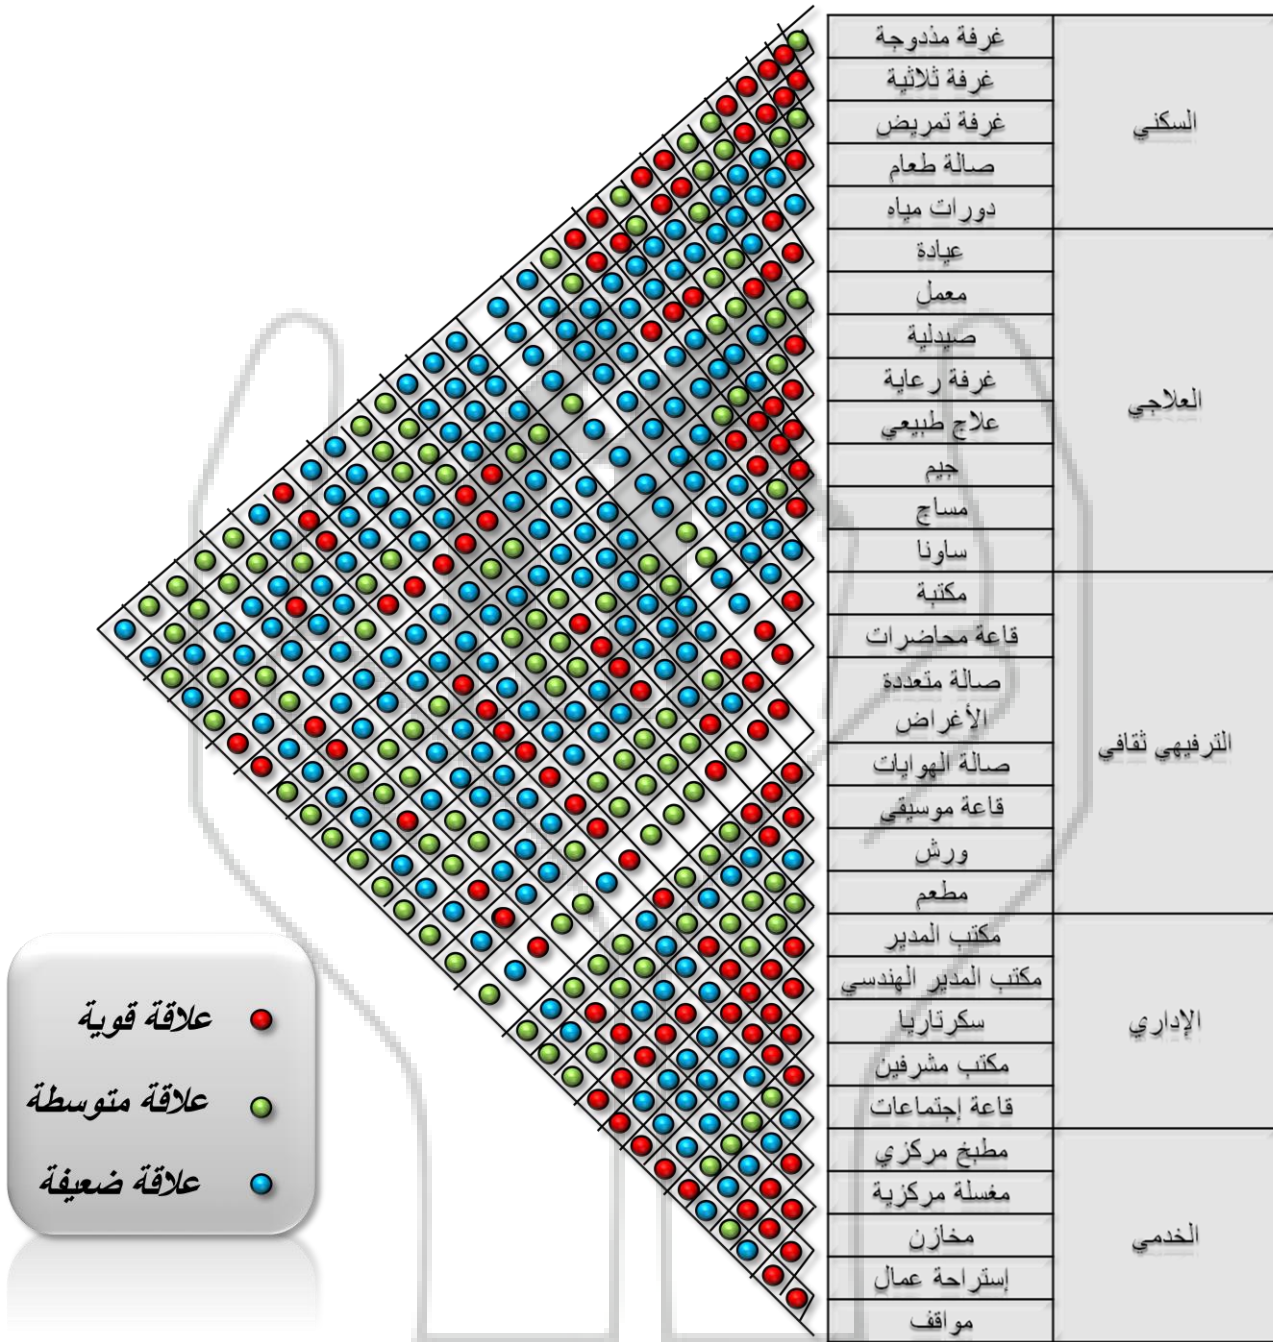 السكني
غرفة مذدوجة
غرفة ثلاثية
غرفة تمريض
صالة طعام
دورات مياه
العلاجي
عيادة
معمل
صيدلية
غرفة رعاية
علاج طبيعي
جيم
مساج
ساونا
الترفيهي ثقافي
مكتبة
قاعة محاضرات
صالة متعددة
الأغراض
صالة الهوايات
قاعة موسيقي
ورش
مطعم
الإداري
مكتب المدير
مكتب المدير الهندسي
سكرتاريا
مكتب مشرفين
قاعة إجتماعات
الخدمي
مطبخ مركزي
مغسلة مركزية
مخازن
إستراحة عمال
مواقف
علاقة قوية
علاقة متوسطة
علاقة ضعيفة